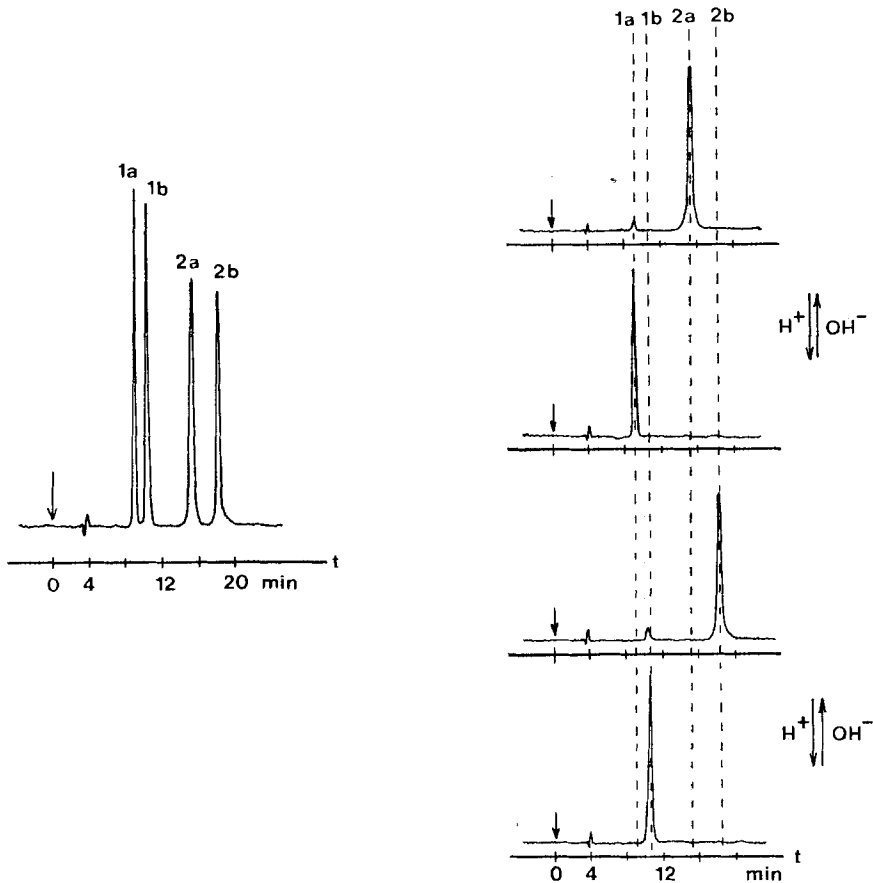 1a
1b
2a
2b
0 4 12 20 min
t
1a 1b 2a 2b
H+ OH−
H+ OH−
t
0 4 12 min